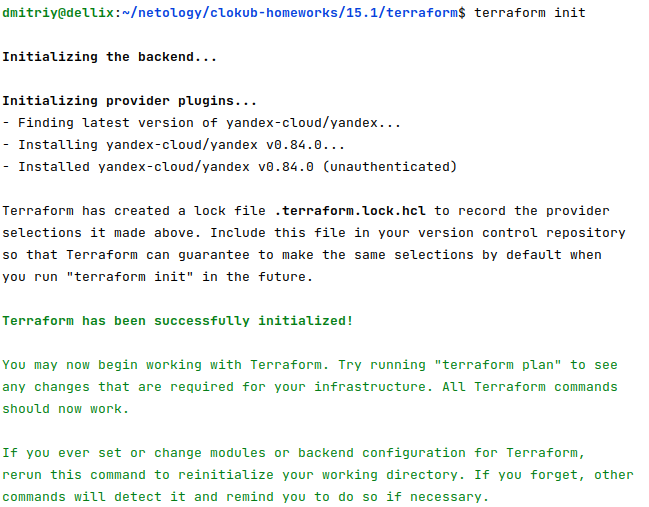 dmitriy@dellix:~/netology/clokub-homeworks/15.1/terraform$ terraform init
Initializing the backend...
Initializing provider plugins...
- Finding latest version of yandex-cloud/yandex...
- Installing yandex-cloud/yandex v0.84.0...
- Installed yandex-cloud/yandex v0.84.0 (unauthenticated)
Terraform has created a lock file .terraform.lock.hcl to record the provider
selections it made above. Include this file in your version control repository
so that Terraform can guarantee to make the same selections by default when
you run "terraform init" in the future.
Terraform has been successfully initialized!
You may now begin working with Terraform. Try running "terraform plan" to see
any changes that are required for your infrastructure. All Terraform commands
should now work.
If you ever set or change modules or backend configuration for Terraform,
rerun this command to reinitialize your working directory. If you forget, other
commands will detect it and remind you to do so if necessary.